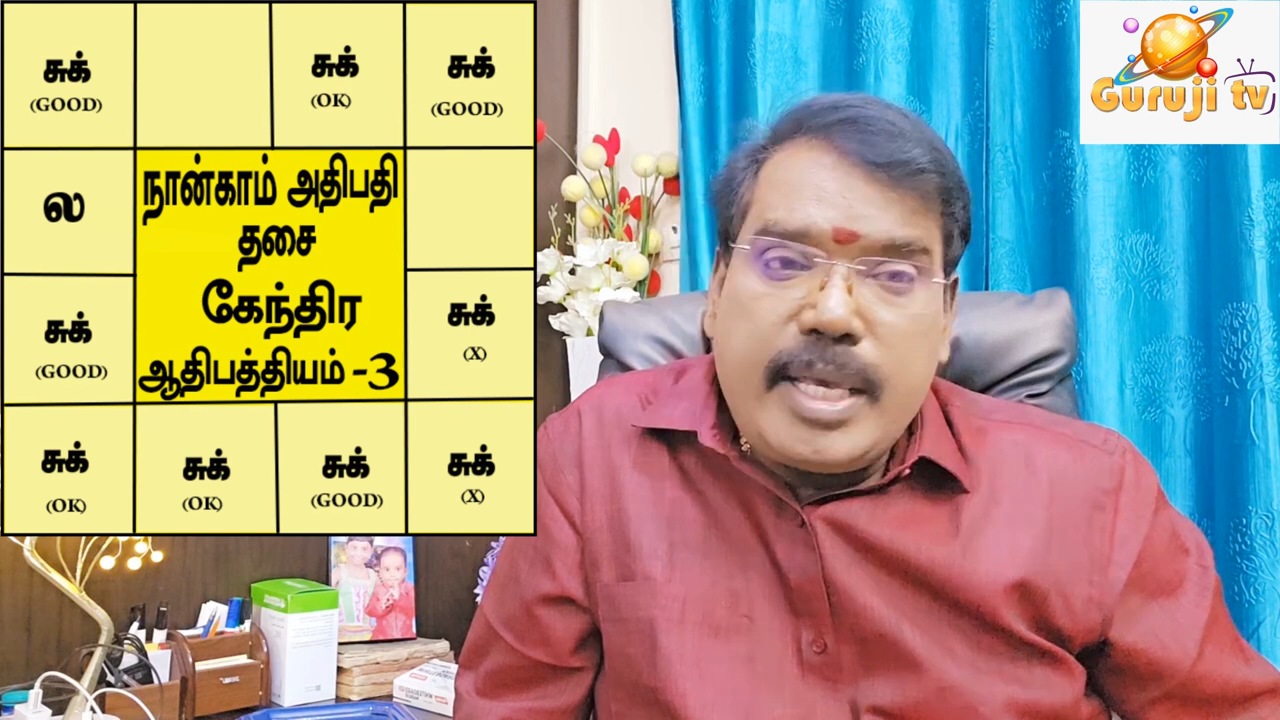 சுக்
(GOOD)
சுக்
(OK)
சுக்
(GOOD)
Guruji tv
ல
நான்காம் அதிபதி
தசை
கேந்திர
ஆதிபத்தியம் -3
சுக்
(GOOD)
சுக்
(X)
சுக்
(OK)
சுக்
(OK)
சுக்
(GOOD)
சுக்
(X)